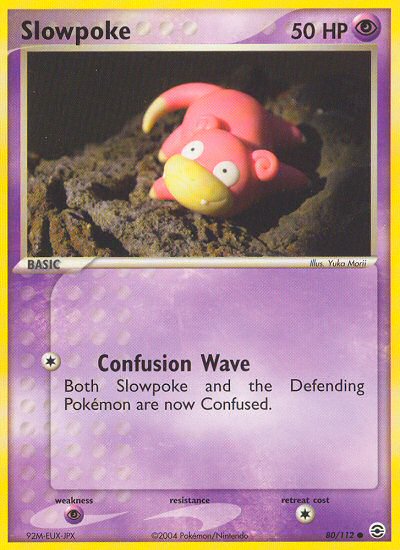 Slowpoke 50 HP
BASIC
Illus. Yuka Morii
Confusion Wave
Both Slowpoke and the Defending
Pokémon are now Confused.
weakness resistance retreat cost
92M-EUX-JPX ©2004 Pokémon/Nintendo 80/112